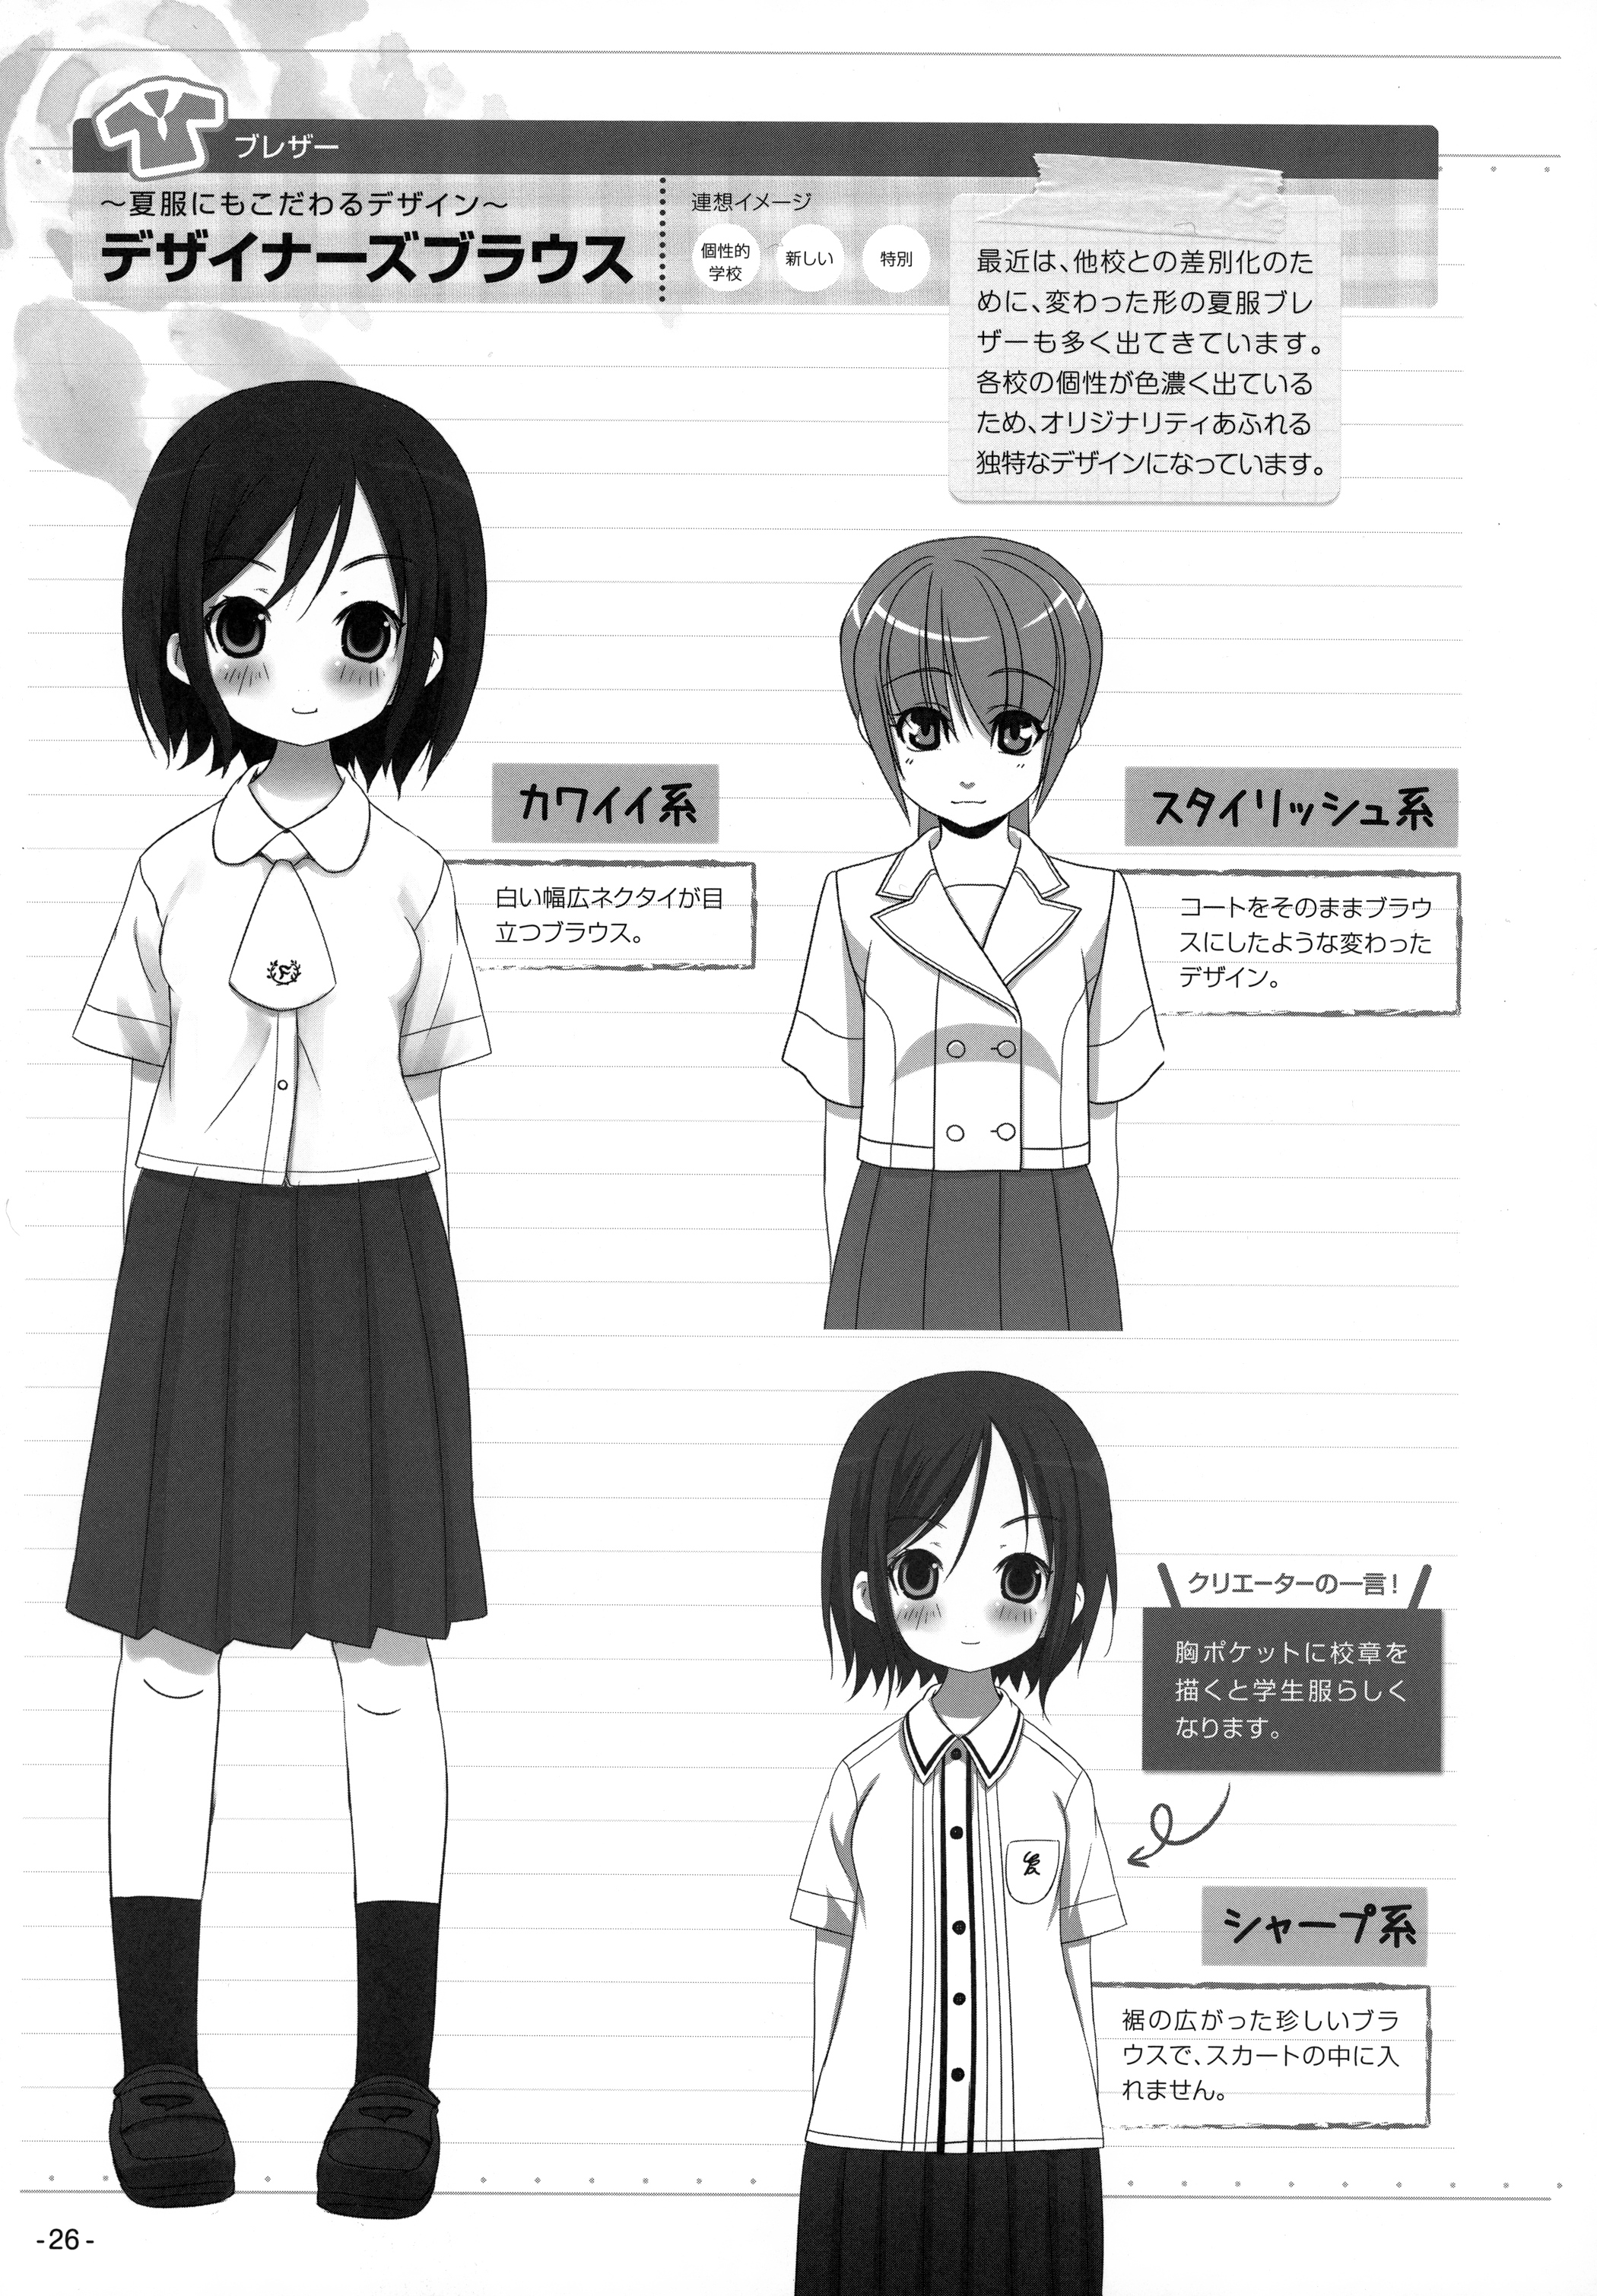 ブレザー
～夏服にもこだわるデザイン～
デザイナーズブラウス
連想イメージ
個性的
学校
新しい
特別
最近は、他校との差別化のた
めに、変わった形の夏服ブレ
ザーも多く出てきています。
各校の個性が色濃く出ている
ため、オリジナリティあふれる
独特なデザインになっています。
カワイイ系
白い幅広ネクタイが目
立つブラウス。
スタイリッシュ系
コートをそのままブラウ
スにしたような変わった
デザイン。
クリエーターの一言！
胸ポケットに校章を
描くと学生服らしく
なります。
シャープ系
裾の広がった珍しいブラ
ウスで、スカートの中に入
れません。
-26-